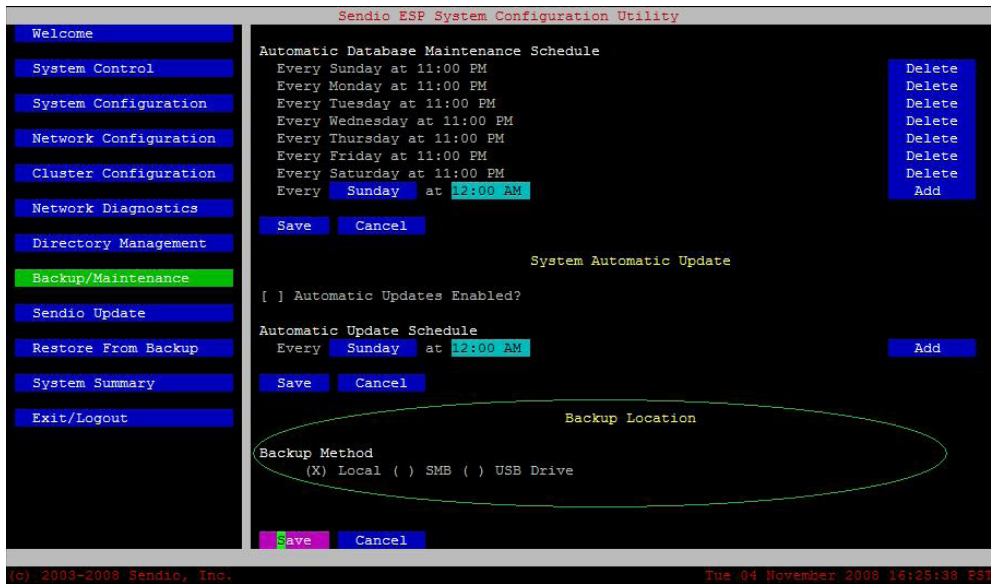 Sendio ESP System Configuration Utility
Welcome
System Control
System Configuration
Network Configuration
Cluster Configuration
Network Diagnostics
Directory Management
Backup/Maintenance
Sendio Update
Restore From Backup
System Summary
Exit/Logout
Automatic Database Maintenance Schedule
Every Sunday at 11:00 PM Delete
Every Monday at 11:00 PM Delete
Every Tuesday at 11:00 PM Delete
Every Wednesday at 11:00 PM Delete
Every Thursday at 11:00 PM Delete
Every Friday at 11:00 PM Delete
Every Saturday at 11:00 PM Delete
Every Sunday at 12:00 AM Add
Save Cancel
System Automatic Update
[ ] Automatic Updates Enabled?
Automatic Update Schedule
Every Sunday at 12:00 AM Add
Save Cancel
Backup Location
Backup Method
(X) Local ( ) SMB ( ) USB Drive
Save Cancel
(c) 2003-2008 Sendio, Inc. Tue 04 November 2008 16:25:38 PST